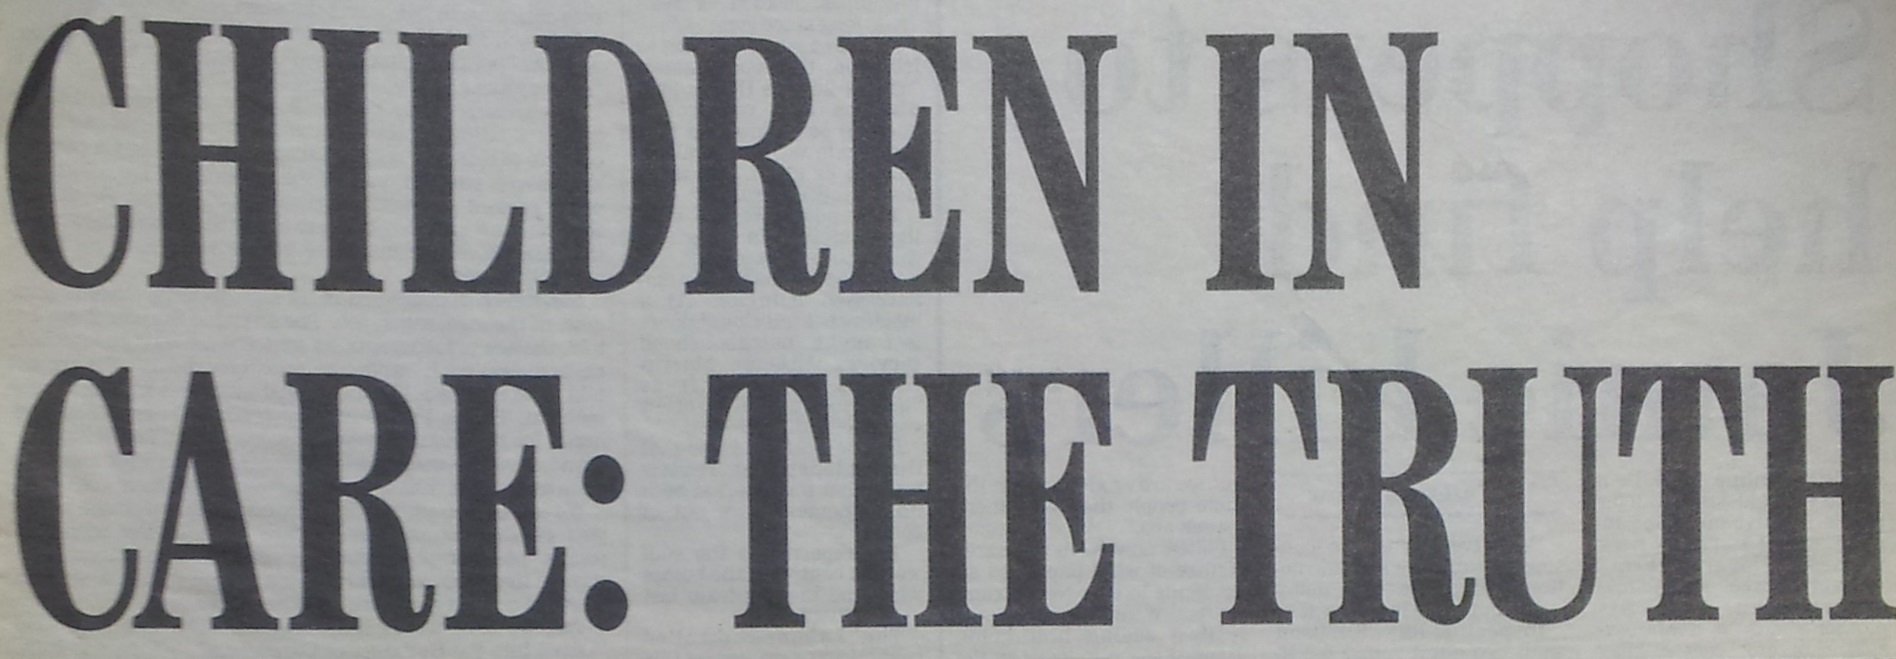 CHILDREN IN
CARE: THE TRUTH